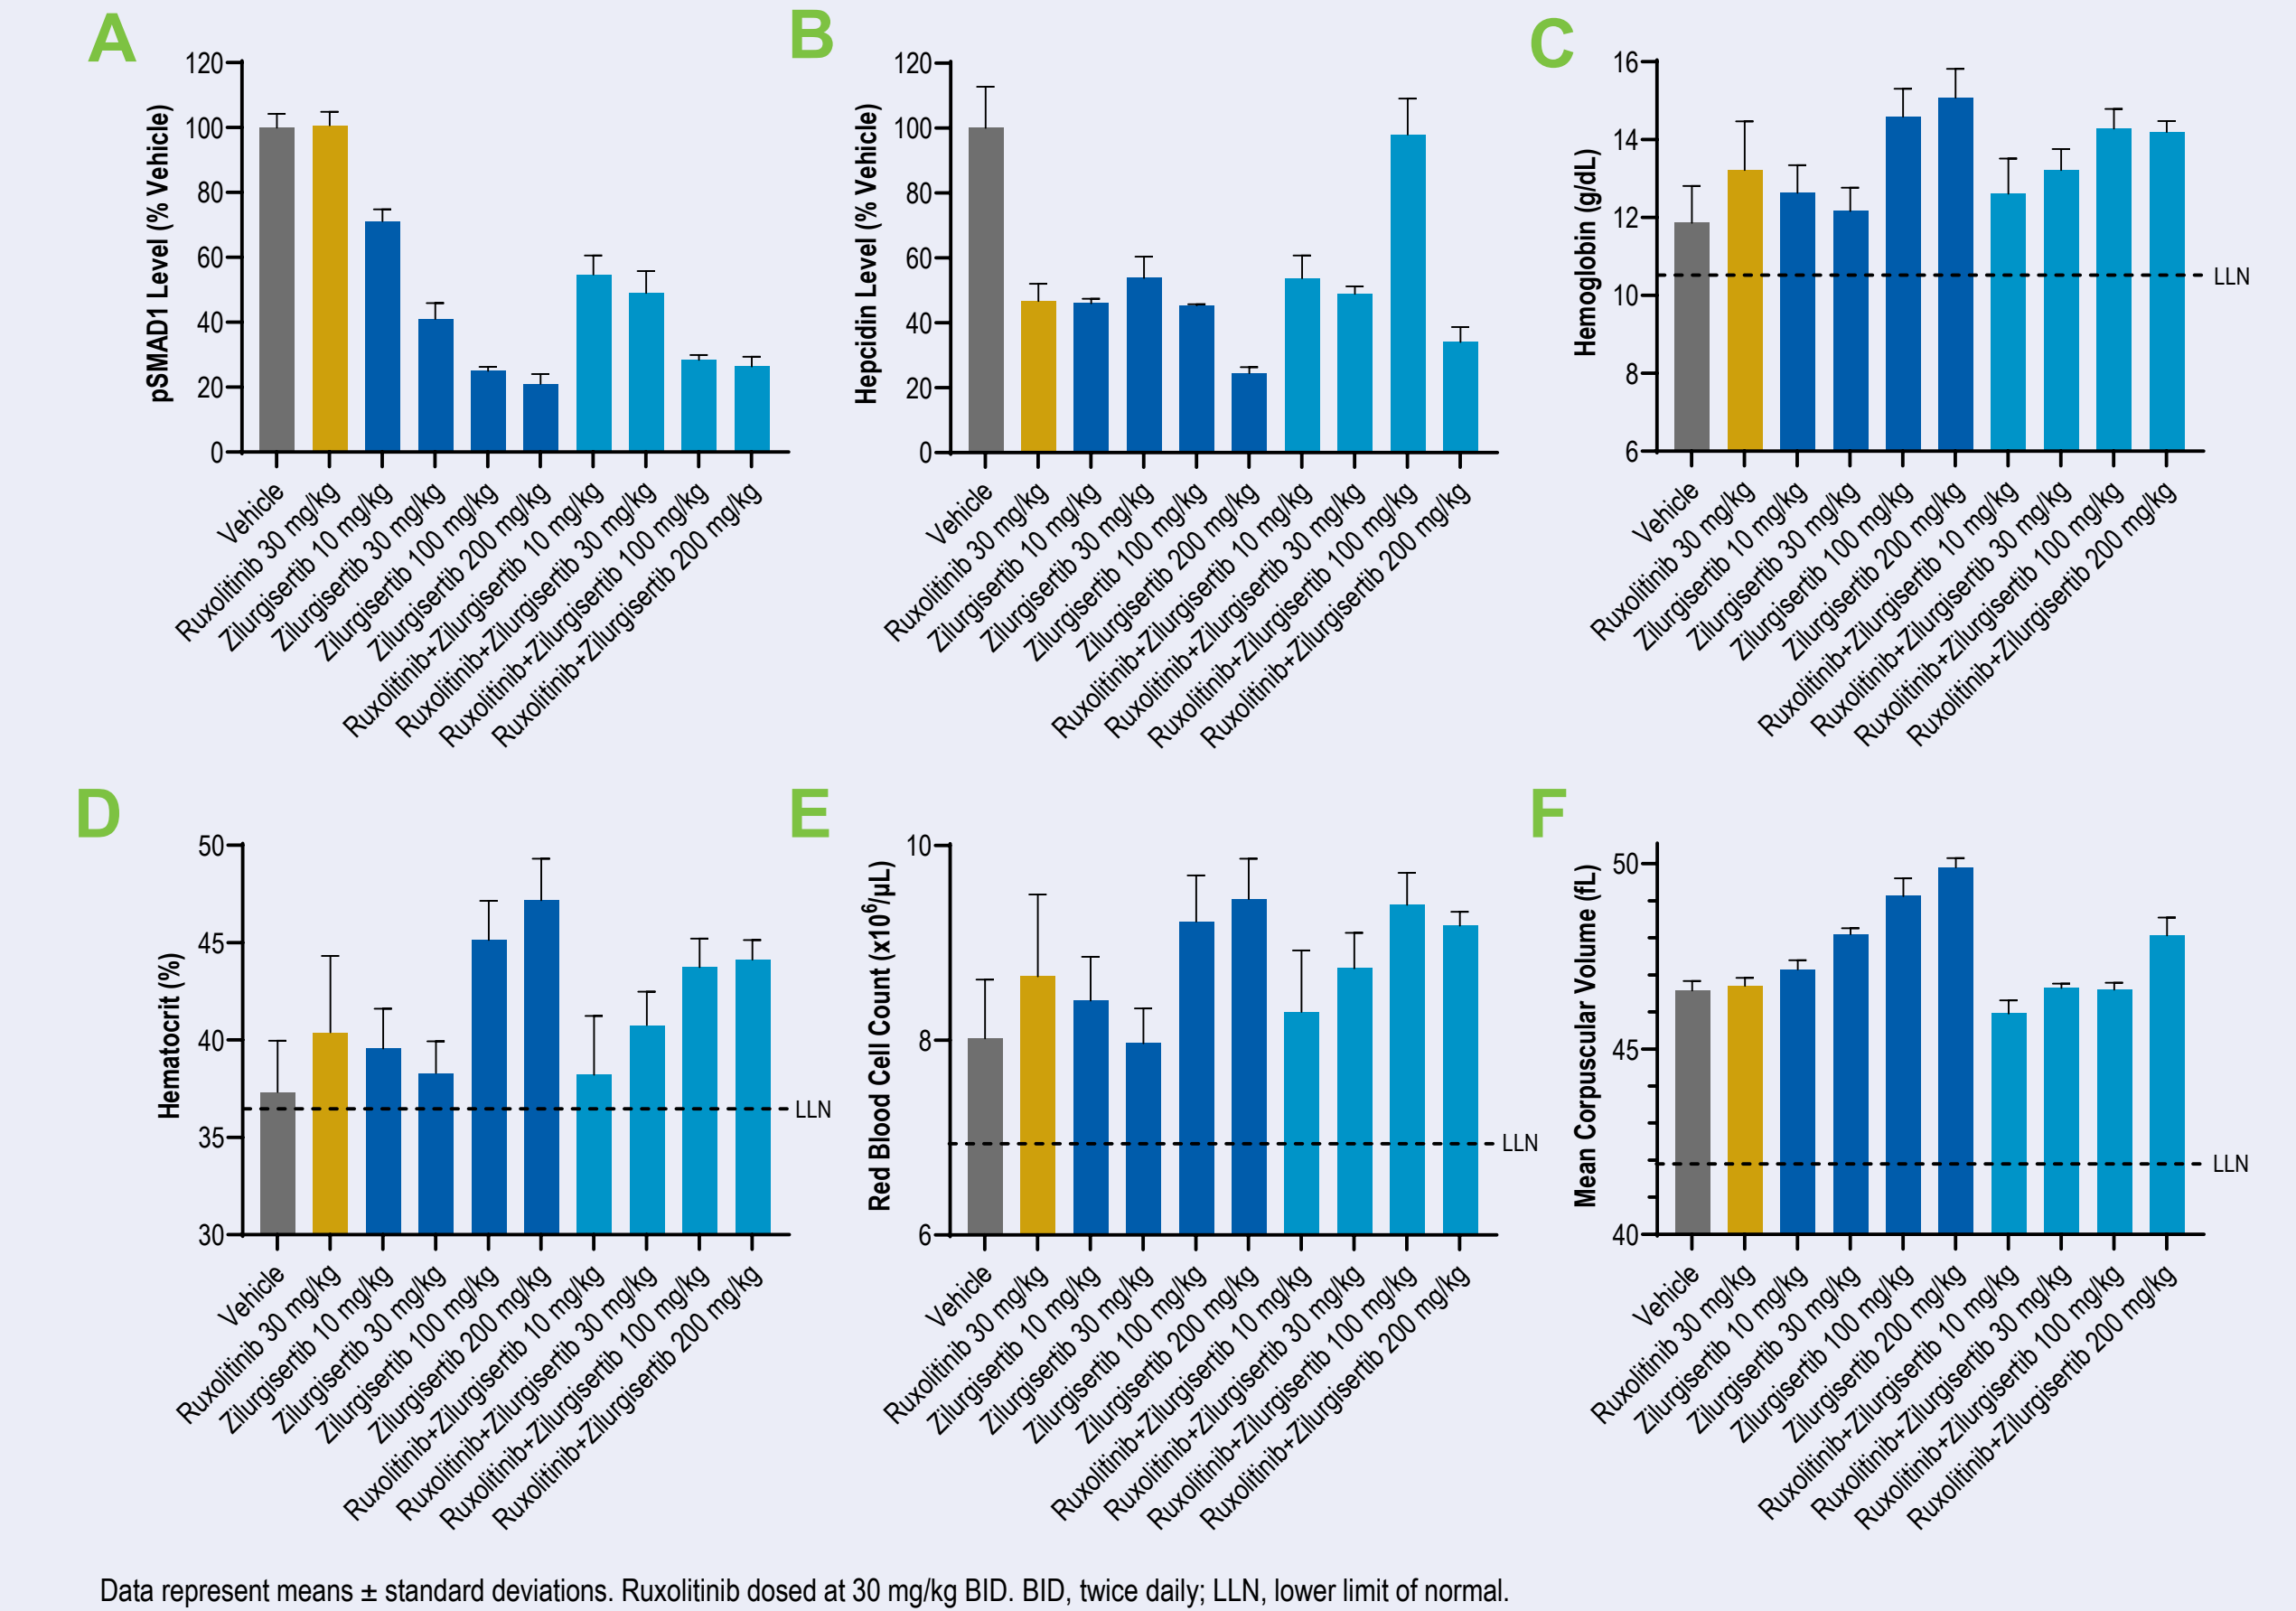 A
pSMAD1 Level (% Vehicle)
120
100
80
60
40
20
0
Vehicle
Ruxolitinib 30 mg/kg
Zilurgisertib 10 mg/kg
Zilurgisertib 30 mg/kg
Zilurgisertib 100 mg/kg
Zilurgisertib 200 mg/kg
Ruxolitinib+Zilurgisertib 10 mg/kg
Ruxolitinib+Zilurgisertib 30 mg/kg
Ruxolitinib+Zilurgisertib 100 mg/kg
Ruxolitinib+Zilurgisertib 200 mg/kg
B
Hepcidin Level (% Vehicle)
120
100
80
60
40
20
0
Vehicle
Ruxolitinib 30 mg/kg
Zilurgisertib 10 mg/kg
Zilurgisertib 30 mg/kg
Zilurgisertib 100 mg/kg
Zilurgisertib 200 mg/kg
Ruxolitinib+Zilurgisertib 10 mg/kg
Ruxolitinib+Zilurgisertib 30 mg/kg
Ruxolitinib+Zilurgisertib 100 mg/kg
Ruxolitinib+Zilurgisertib 200 mg/kg
C
Hemoglobin (g/dL)
16
14
12
10
8
6
LLN
Vehicle
Ruxolitinib 30 mg/kg
Zilurgisertib 10 mg/kg
Zilurgisertib 30 mg/kg
Zilurgisertib 100 mg/kg
Zilurgisertib 200 mg/kg
Ruxolitinib+Zilurgisertib 10 mg/kg
Ruxolitinib+Zilurgisertib 30 mg/kg
Ruxolitinib+Zilurgisertib 100 mg/kg
Ruxolitinib+Zilurgisertib 200 mg/kg
D
Hematocrit (%)
50
45
40
35
30
LLN
Vehicle
Ruxolitinib 30 mg/kg
Zilurgisertib 10 mg/kg
Zilurgisertib 30 mg/kg
Zilurgisertib 100 mg/kg
Zilurgisertib 200 mg/kg
Ruxolitinib+Zilurgisertib 10 mg/kg
Ruxolitinib+Zilurgisertib 30 mg/kg
Ruxolitinib+Zilurgisertib 100 mg/kg
Ruxolitinib+Zilurgisertib 200 mg/kg
E
Red Blood Cell Count (x10⁶/µL)
10
8
6
LLN
Vehicle
Ruxolitinib 30 mg/kg
Zilurgisertib 10 mg/kg
Zilurgisertib 30 mg/kg
Zilurgisertib 100 mg/kg
Zilurgisertib 200 mg/kg
Ruxolitinib+Zilurgisertib 10 mg/kg
Ruxolitinib+Zilurgisertib 30 mg/kg
Ruxolitinib+Zilurgisertib 100 mg/kg
Ruxolitinib+Zilurgisertib 200 mg/kg
F
Mean Corpuscular Volume (fL)
50
45
40
LLN
Vehicle
Ruxolitinib 30 mg/kg
Zilurgisertib 10 mg/kg
Zilurgisertib 30 mg/kg
Zilurgisertib 100 mg/kg
Zilurgisertib 200 mg/kg
Ruxolitinib+Zilurgisertib 10 mg/kg
Ruxolitinib+Zilurgisertib 30 mg/kg
Ruxolitinib+Zilurgisertib 100 mg/kg
Ruxolitinib+Zilurgisertib 200 mg/kg
Data represent means ± standard deviations. Ruxolitinib dosed at 30 mg/kg BID. BID, twice daily; LLN, lower limit of normal.